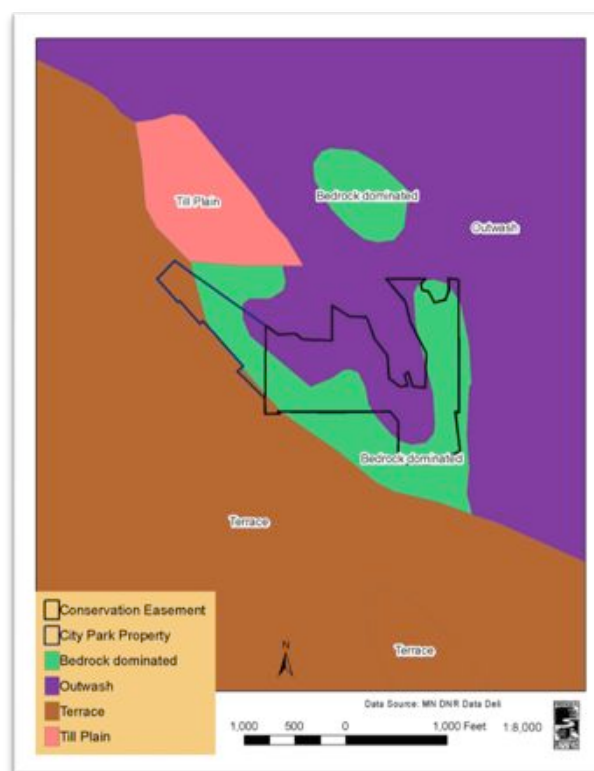 Till Plain
Bedrock dominated
Outwash
Bedrock dominated
Terrace
Terrace
Conservation Easement
City Park Property
Bedrock dominated
Outwash
Terrace
Till Plain
N
Data Source: MN DNR Data Deli
1,000 500 0 1,000 Feet 1:8,000